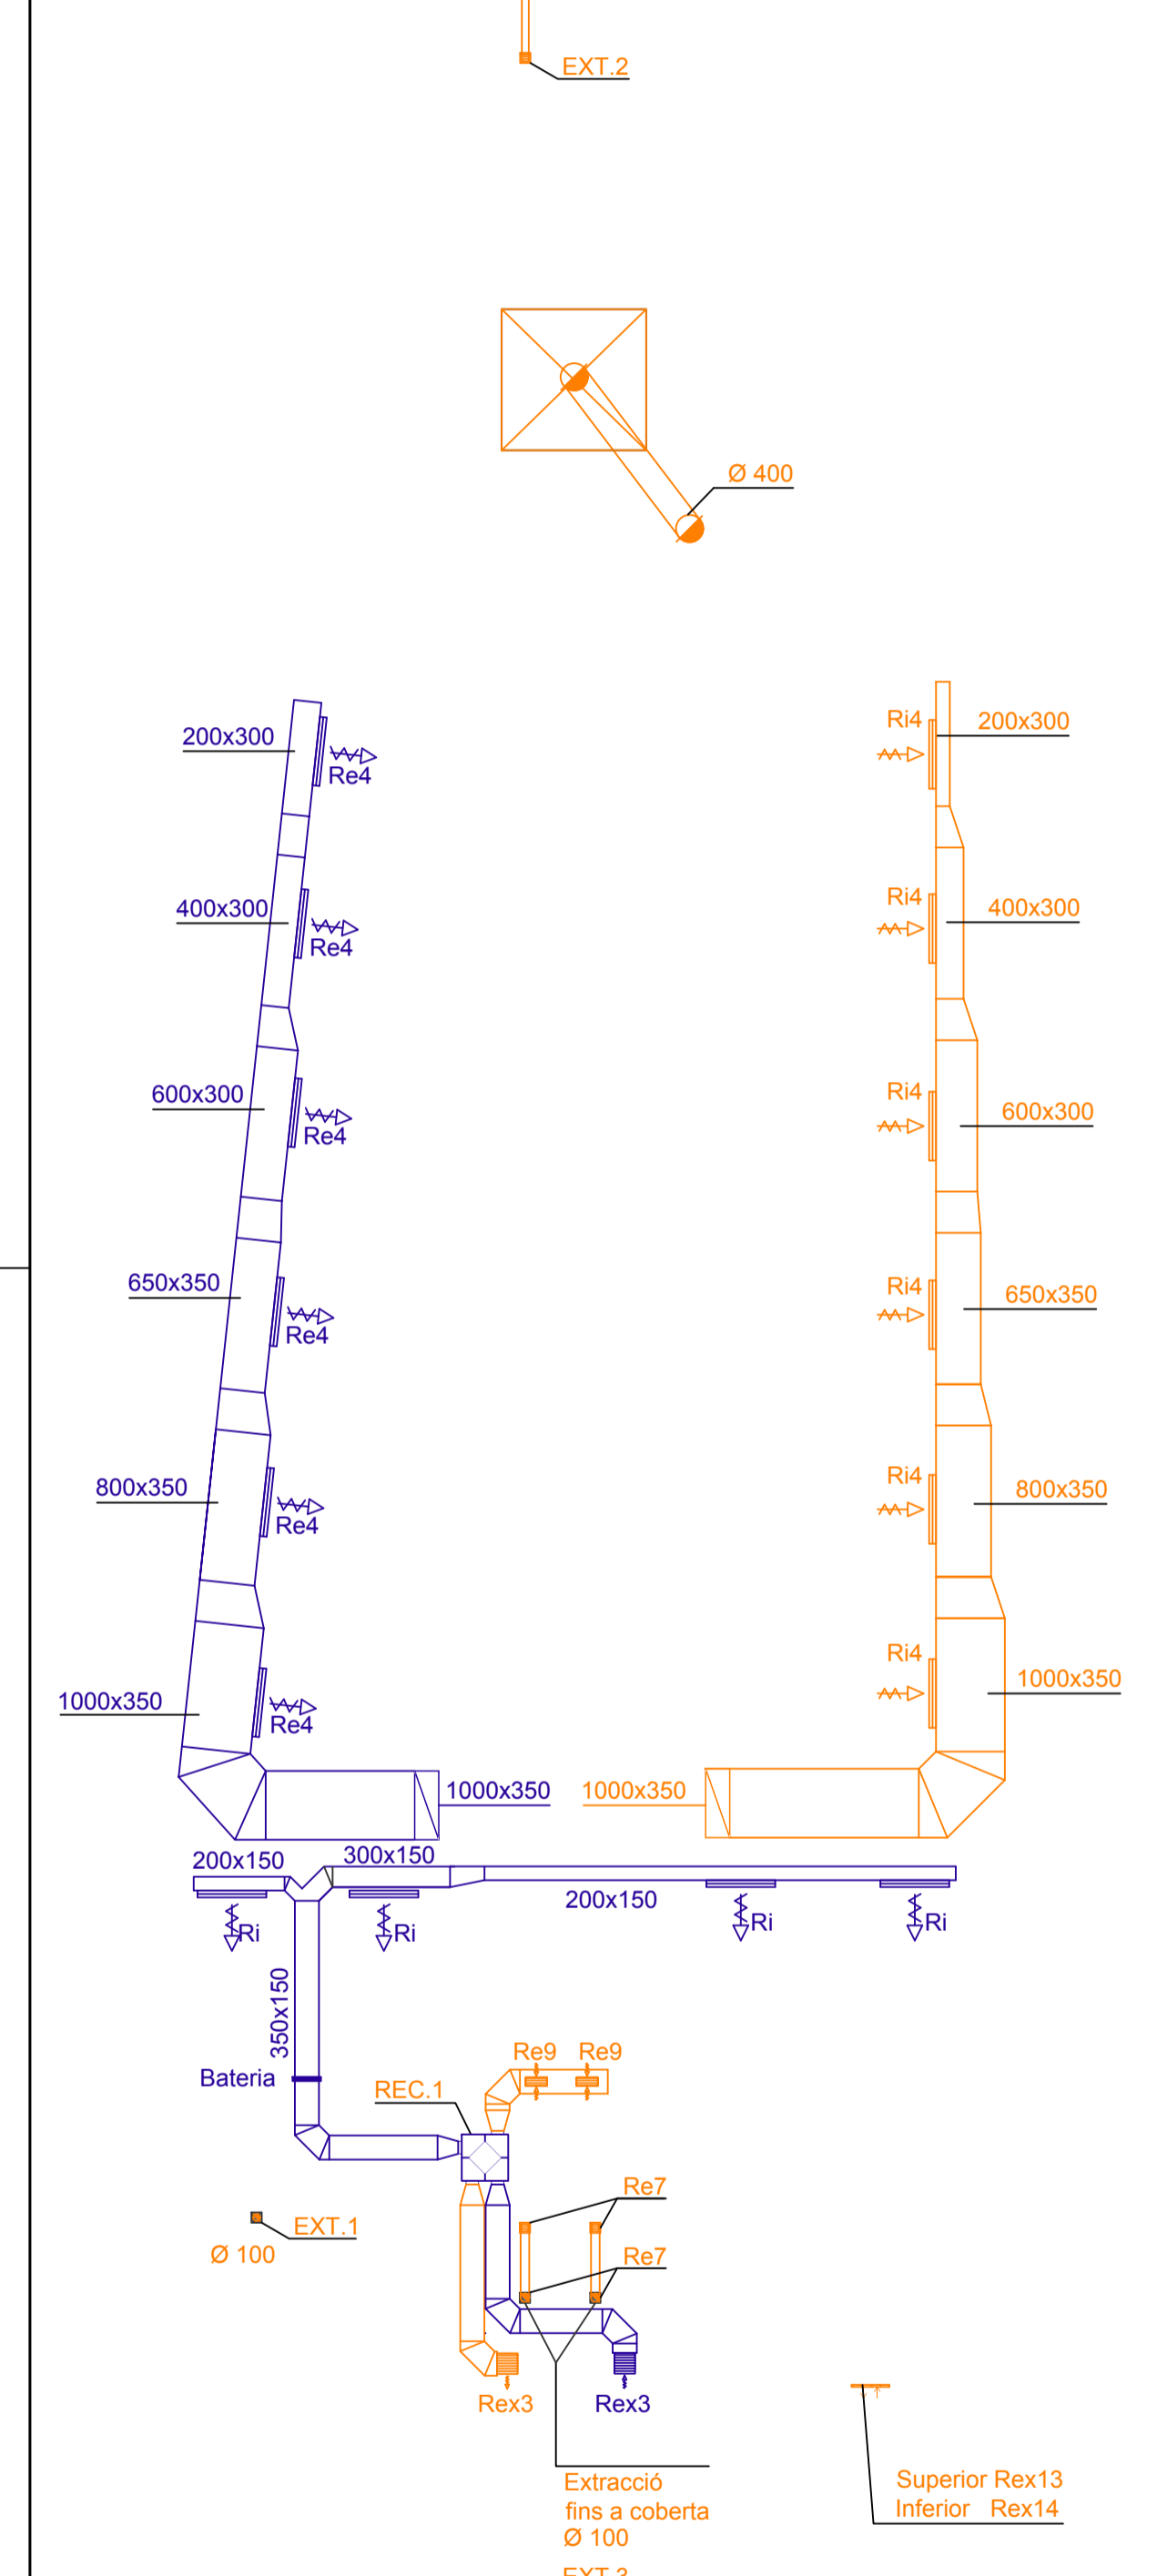 EXT.2
Ø 400
200x300
Re4
Ri4
200x300
400x300
Re4
Ri4
400x300
600x300
Re4
Ri4
600x300
650x350
Re4
Ri4
650x350
800x350
Re4
Ri4
800x350
1000x350
Re4
Ri4
1000x350
1000x350
1000x350
200x150
300x150
200x150
Ri
Ri
Ri
Ri
350x150
Bateria
REC.1
Re9
Re9
EXT.1
Ø 100
Re7
Re7
Rex3
Rex3
Extracció
fins a coberta
Ø 100
EXT.3
Superior Rex13
Inferior Rex14